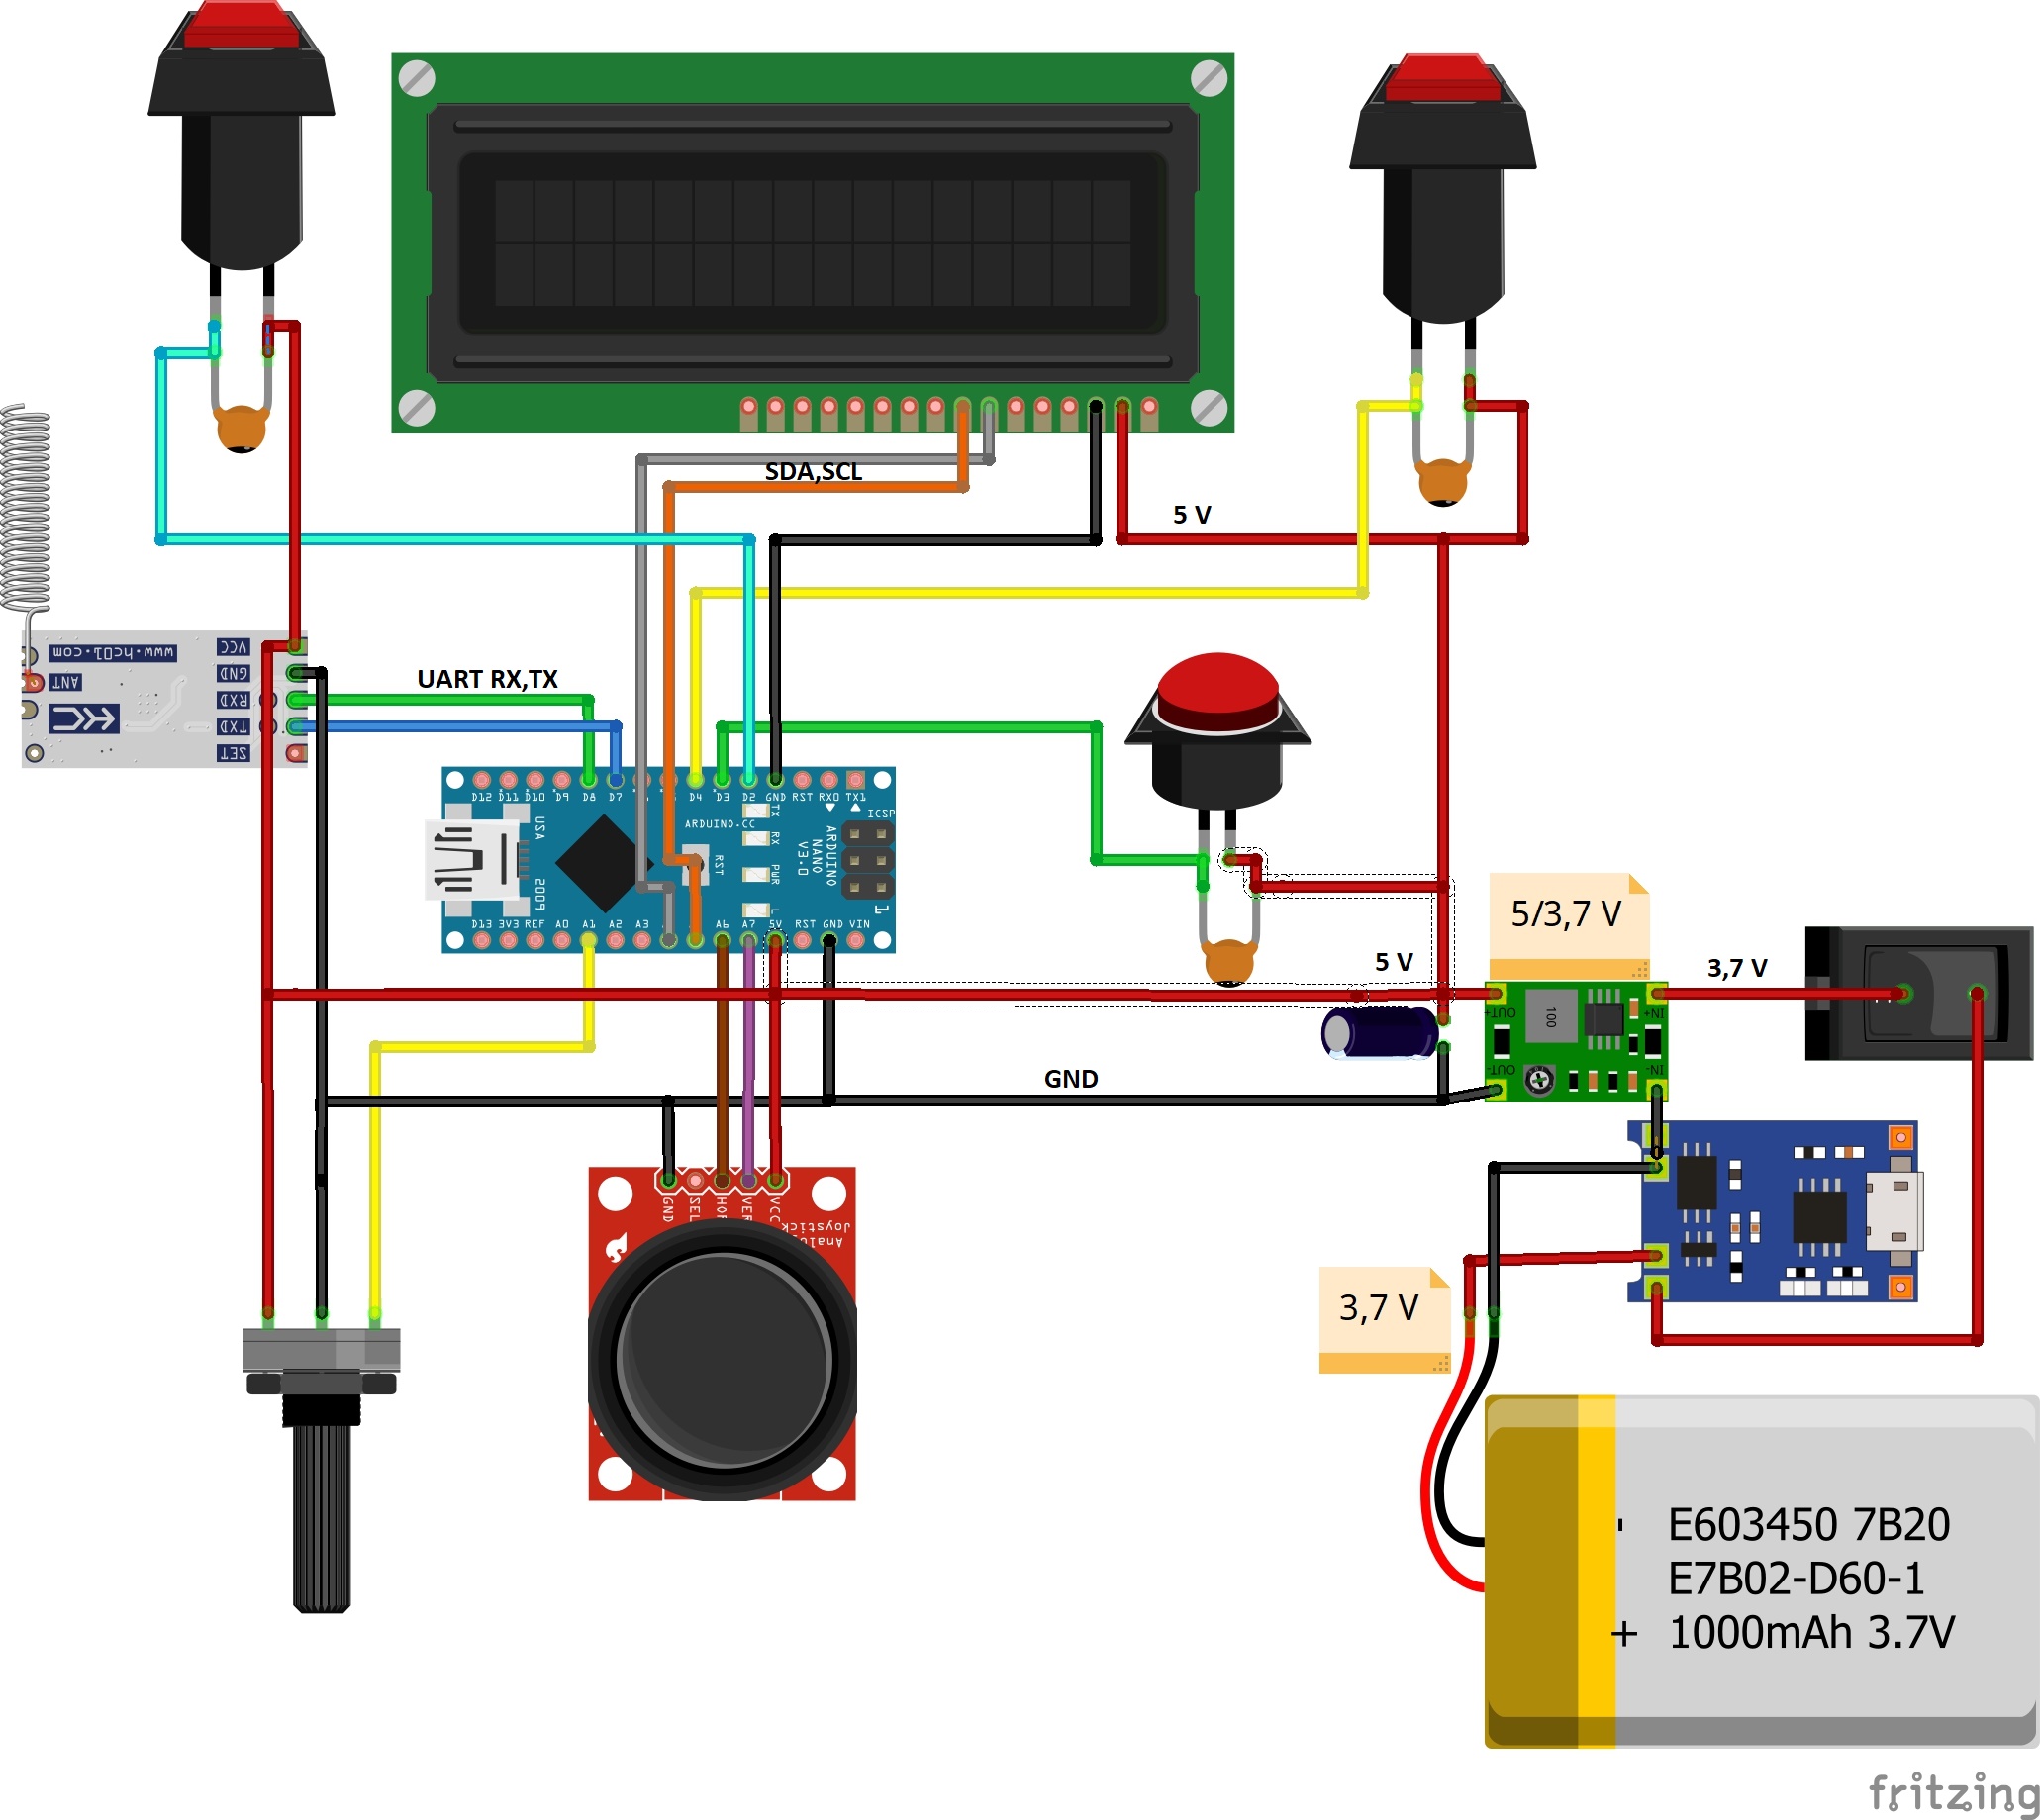 SDA,SCL
5 V
www.hc01.com
VCC
GND
RXD
TXD
SET
ANT
UART RX,TX
D12 D11 D10 D9 D8 D7 D4 D3 D2 GND RST RX0 TX1
ICSP
ARDUINO.CC
USA
TX
RX
PWR
L
RST
ARDUINO
NANO
V3.0
1
D13 3V3 REF A0 A1 A2 A3 A6 A7 5V RST GND VIN
5 V
5/3,7 V
3,7 V
OUT+
IN+
100
OUT-
IN-
GND
GND
SEL
HOR
VER
VCC
Joystick
3,7 V
- E603450 7B20
E7B02-D60-1
+ 1000mAh 3.7V
fritzing